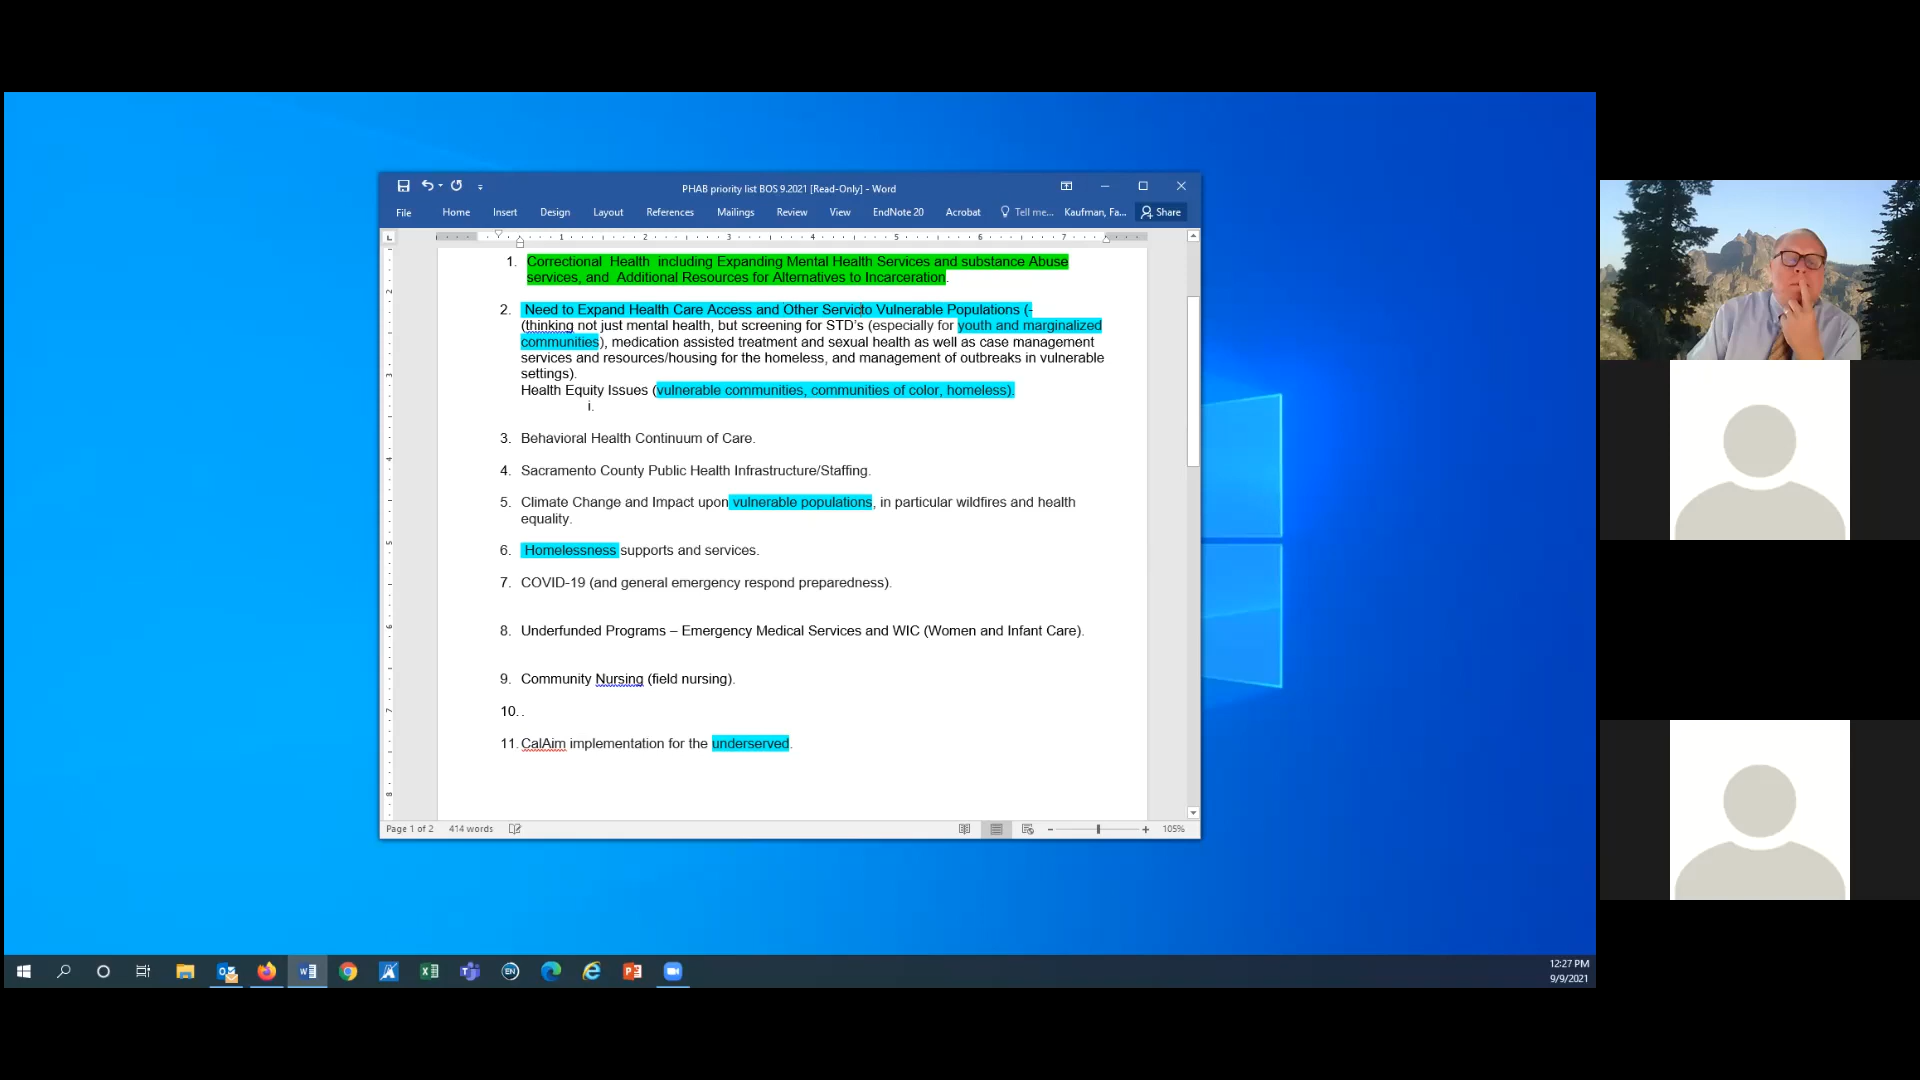 PHAB priority list BOS 9.2021 [Read-Only] - Word
File Home Insert Design Layout References Mailings Review View EndNote 20 Acrobat Tell me... Kaufman, Fa... Share
1 2 3 4 5 6 7
1. Correctional Health including Expanding Mental Health Services and substance Abuse
services, and Additional Resources for Alternatives to Incarceration.
2. Need to Expand Health Care Access and Other Servicto Vulnerable Populations (-
(thinking not just mental health, but screening for STD's (especially for youth and marginalized
communities), medication assisted treatment and sexual health as well as case management
services and resources/housing for the homeless, and management of outbreaks in vulnerable
settings).
Health Equity Issues (vulnerable communities, communities of color, homeless).
i.
3. Behavioral Health Continuum of Care.
4. Sacramento County Public Health Infrastructure/Staffing.
5. Climate Change and Impact upon vulnerable populations, in particular wildfires and health
equality.
6. Homelessness supports and services.
7. COVID-19 (and general emergency respond preparedness).
8. Underfunded Programs – Emergency Medical Services and WIC (Women and Infant Care).
9. Community Nursing (field nursing).
10. .
11. CalAim implementation for the underserved.
Page 1 of 2 414 words 105%
12:27 PM
9/9/2021